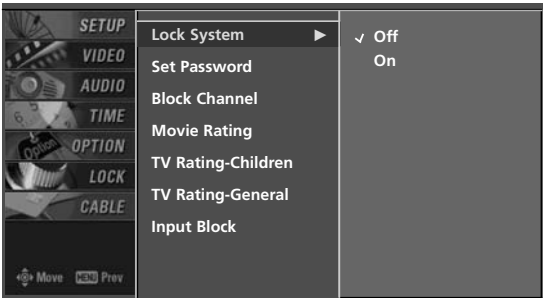 SETUP
VIDEO
AUDIO
TIME
OPTION
Option
LOCK
CABLE
Move MENU Prev
Lock System
Set Password
Block Channel
Movie Rating
TV Rating-Children
TV Rating-General
Input Block
Off
On